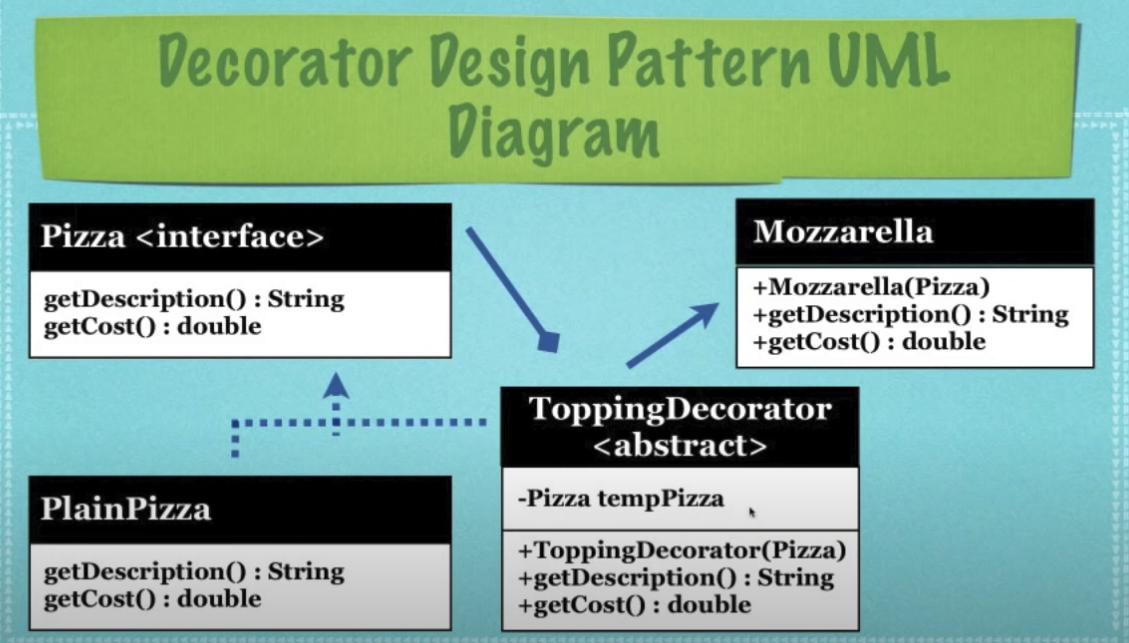 Decorator Design Pattern UML
Diagram
Pizza <interface>
getDescription() : String
getCost() : double
Mozzarella
+Mozzarella(Pizza)
+getDescription() : String
+getCost() : double
PlainPizza
getDescription() : String
getCost() : double
ToppingDecorator
<abstract>
-Pizza tempPizza
+ToppingDecorator(Pizza)
+getDescription() : String
+getCost() : double